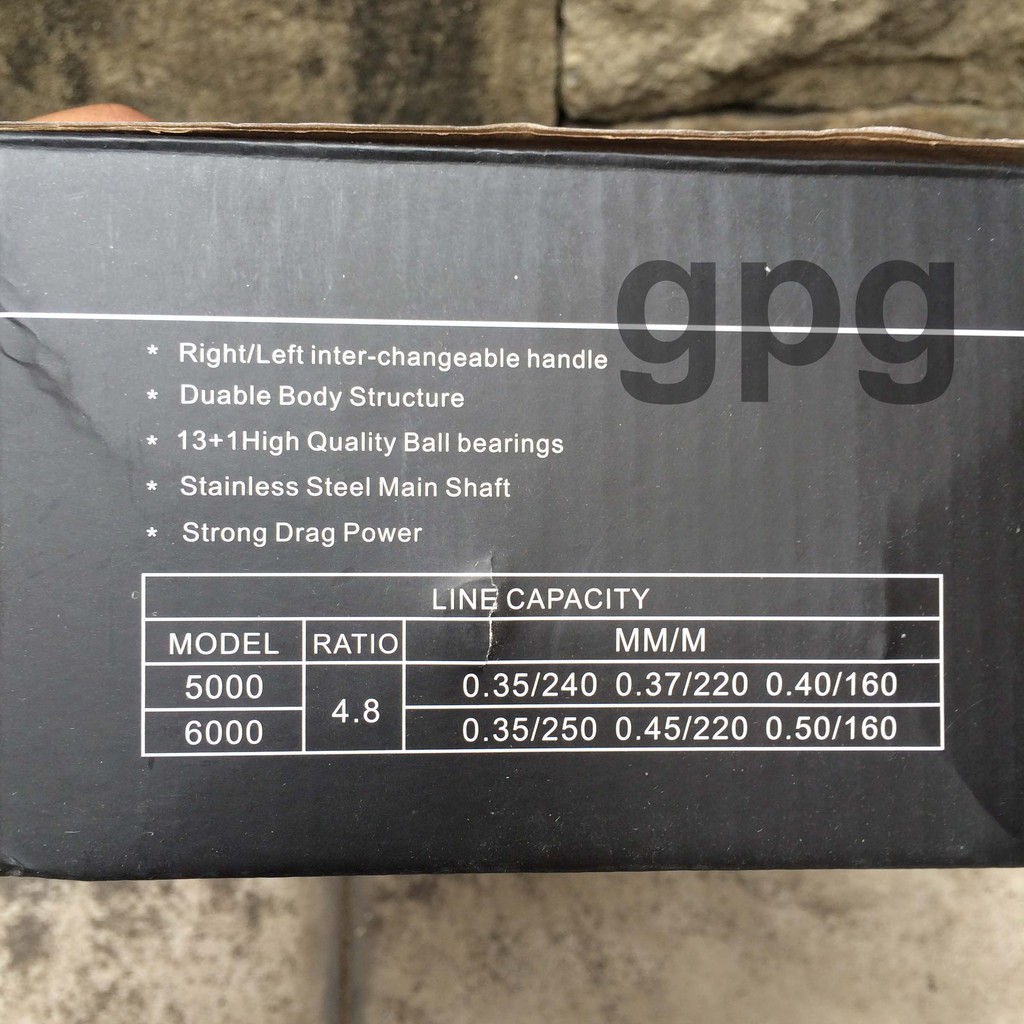 gpg
* Right/Left inter-changeable handle
* Duable Body Structure
* 13+1High Quality Ball bearings
* Stainless Steel Main Shaft
* Strong Drag Power
LINE CAPACITY
MODEL RATIO MM/M
5000 4.8 0.35/240 0.37/220 0.40/160
6000 0.35/250 0.45/220 0.50/160